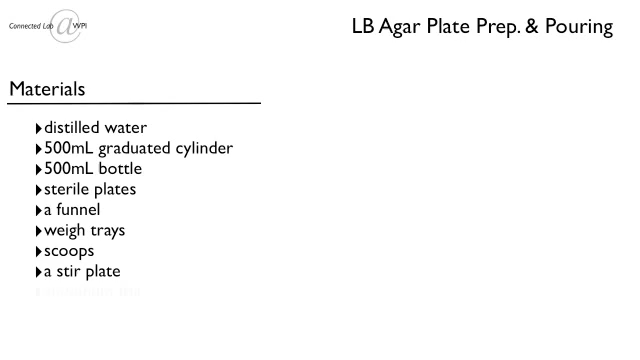 Connected Lab @WPI
LB Agar Plate Prep. & Pouring
Materials
distilled water
500mL graduated cylinder
500mL bottle
sterile plates
a funnel
weigh trays
scoops
a stir plate